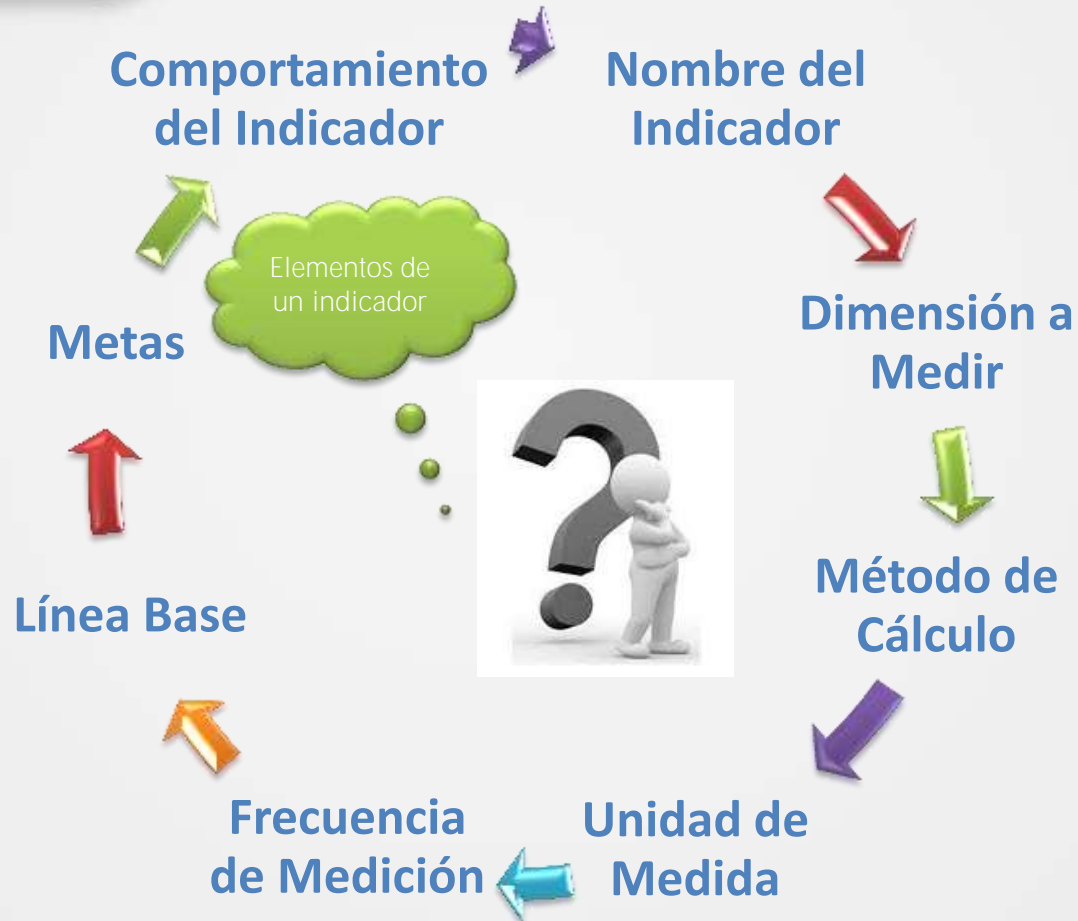 Comportamiento
del Indicador
Nombre del
Indicador
Elementos de
un indicador
Dimensión a
Medir
Metas
Método de
Cálculo
Línea Base
Unidad de
Medida
Frecuencia
de Medición